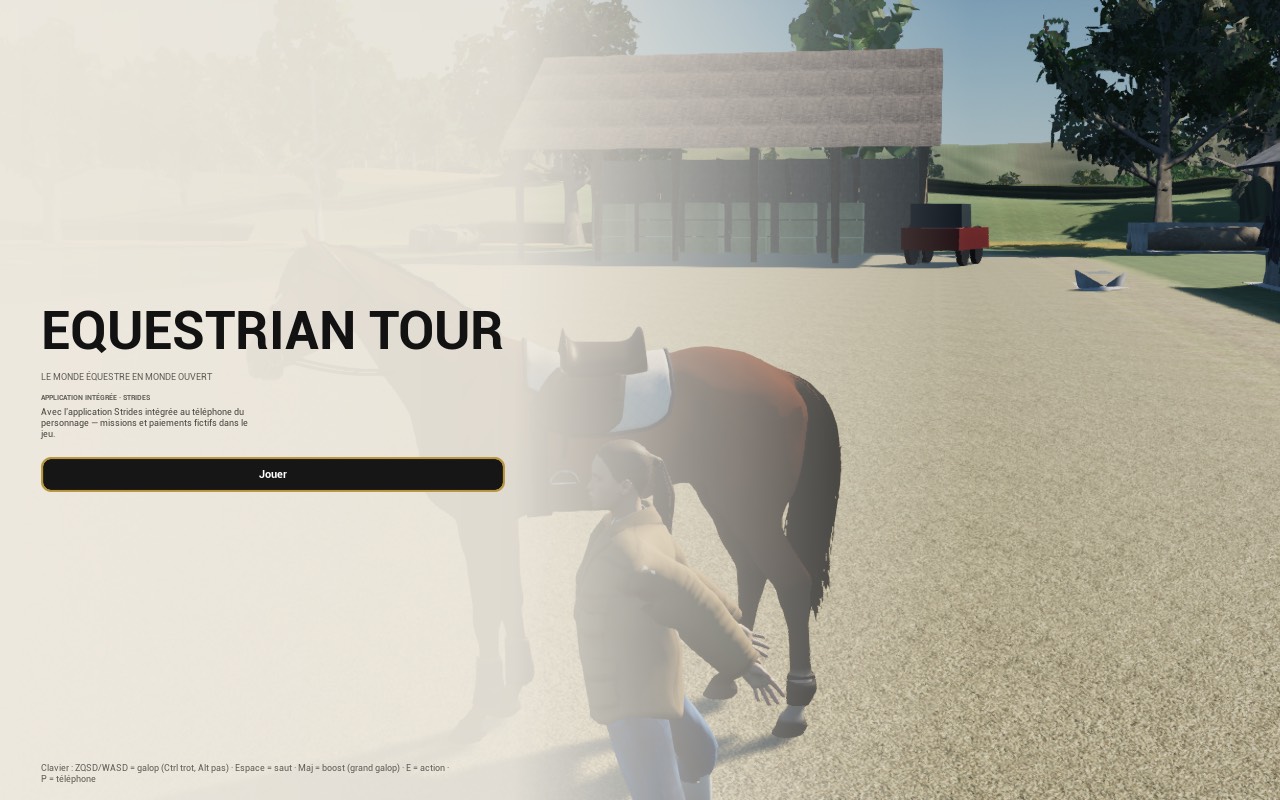 EQUESTRIAN TOUR
LE MONDE ÉQUESTRE EN MONDE OUVERT
APPLICATION INTÉGRÉE · STRIDES
Avec l'application Strides intégrée au téléphone du
personnage — missions et paiements fictifs dans le
jeu.
Jouer
Clavier : ZQSD/WASD = galop (Ctrl trot, Alt pas) · Espace = saut · Maj = boost (grand galop) · E = action ·
P = téléphone